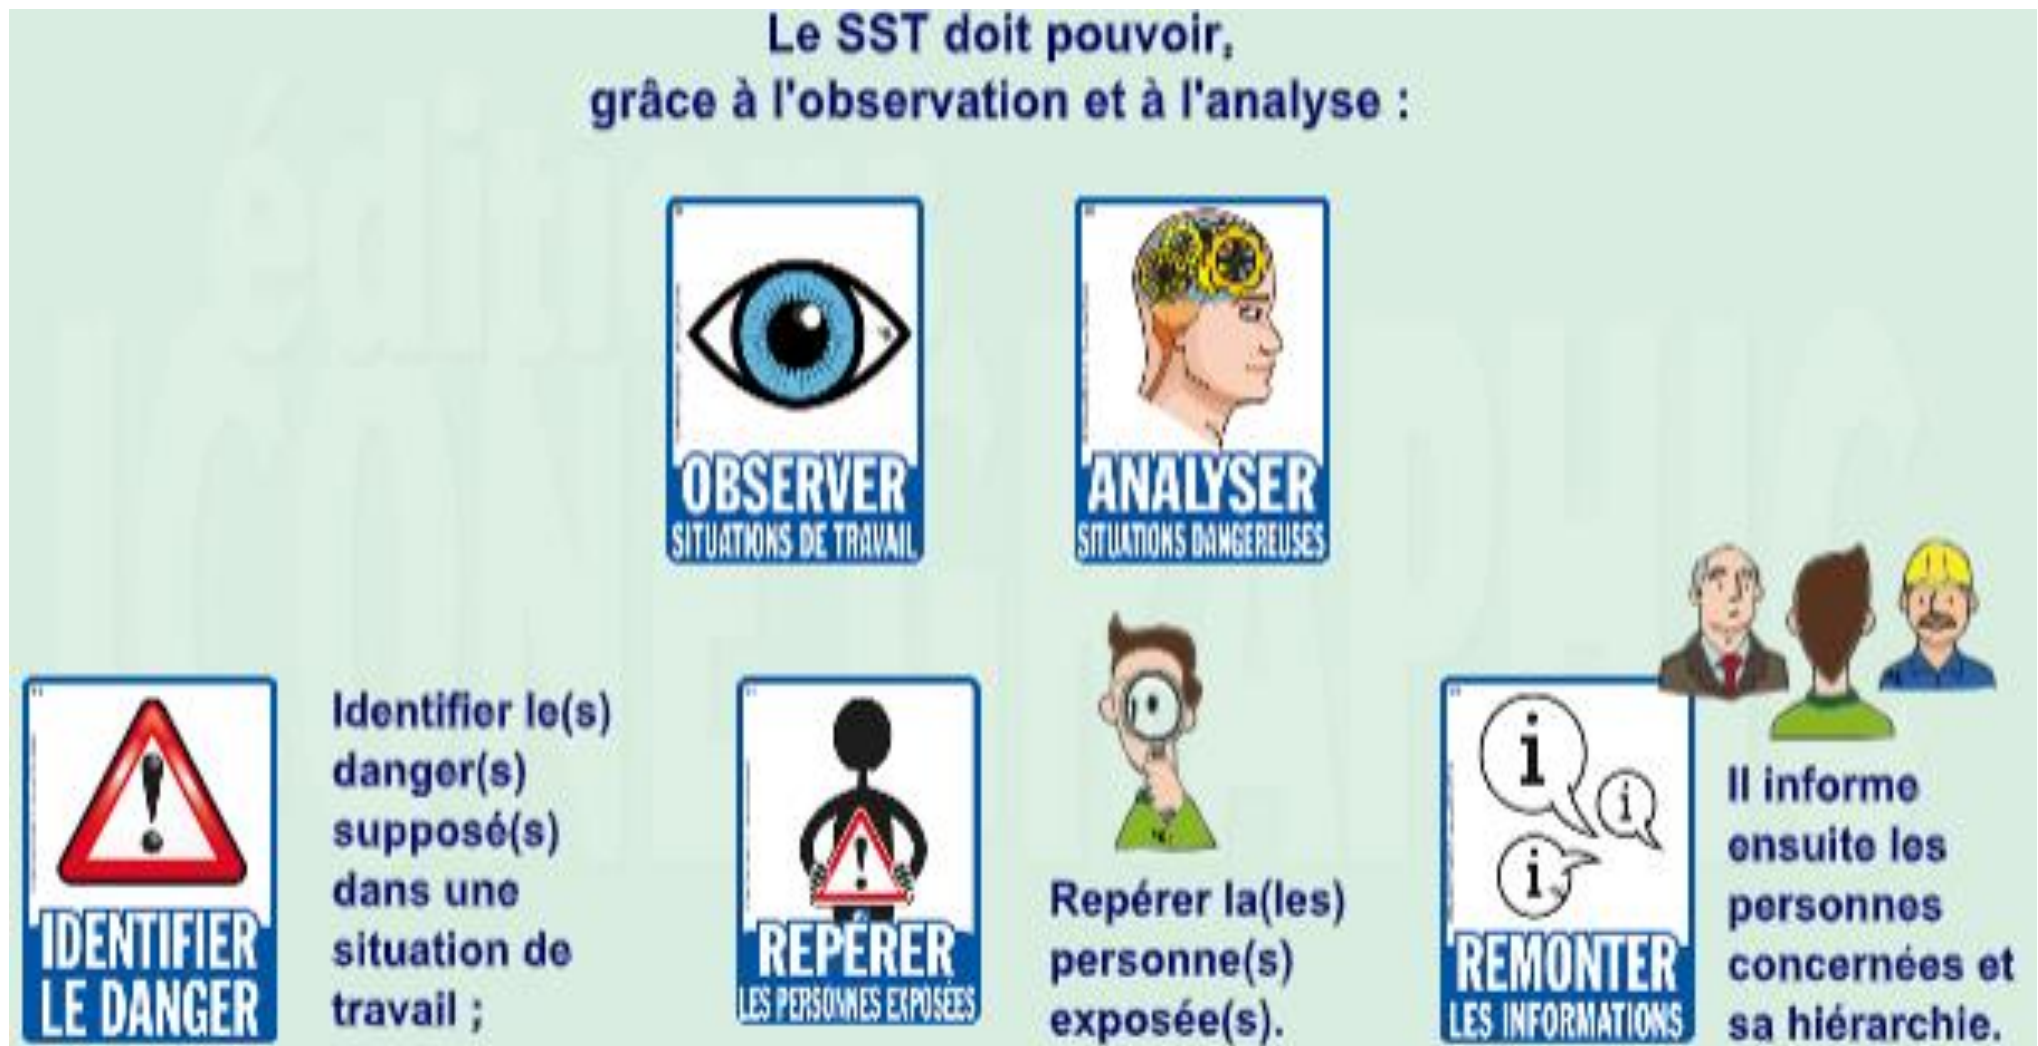 Le SST doit pouvoir,
grâce à l'observation et à l'analyse :
OBSERVER
SITUATIONS DE TRAVAIL
ANALYSER
SITUATIONS DANGEREUSES
IDENTIFIER
LE DANGER
Identifier le(s)
danger(s)
supposé(s)
dans une
situation de
travail ;
REPÉRER
LES PERSONNES EXPOSÉES
Repérer la(les)
personne(s)
exposée(s).
REMONTER
LES INFORMATIONS
Il informe
ensuite les
personnes
concernées et
sa hiérarchie.